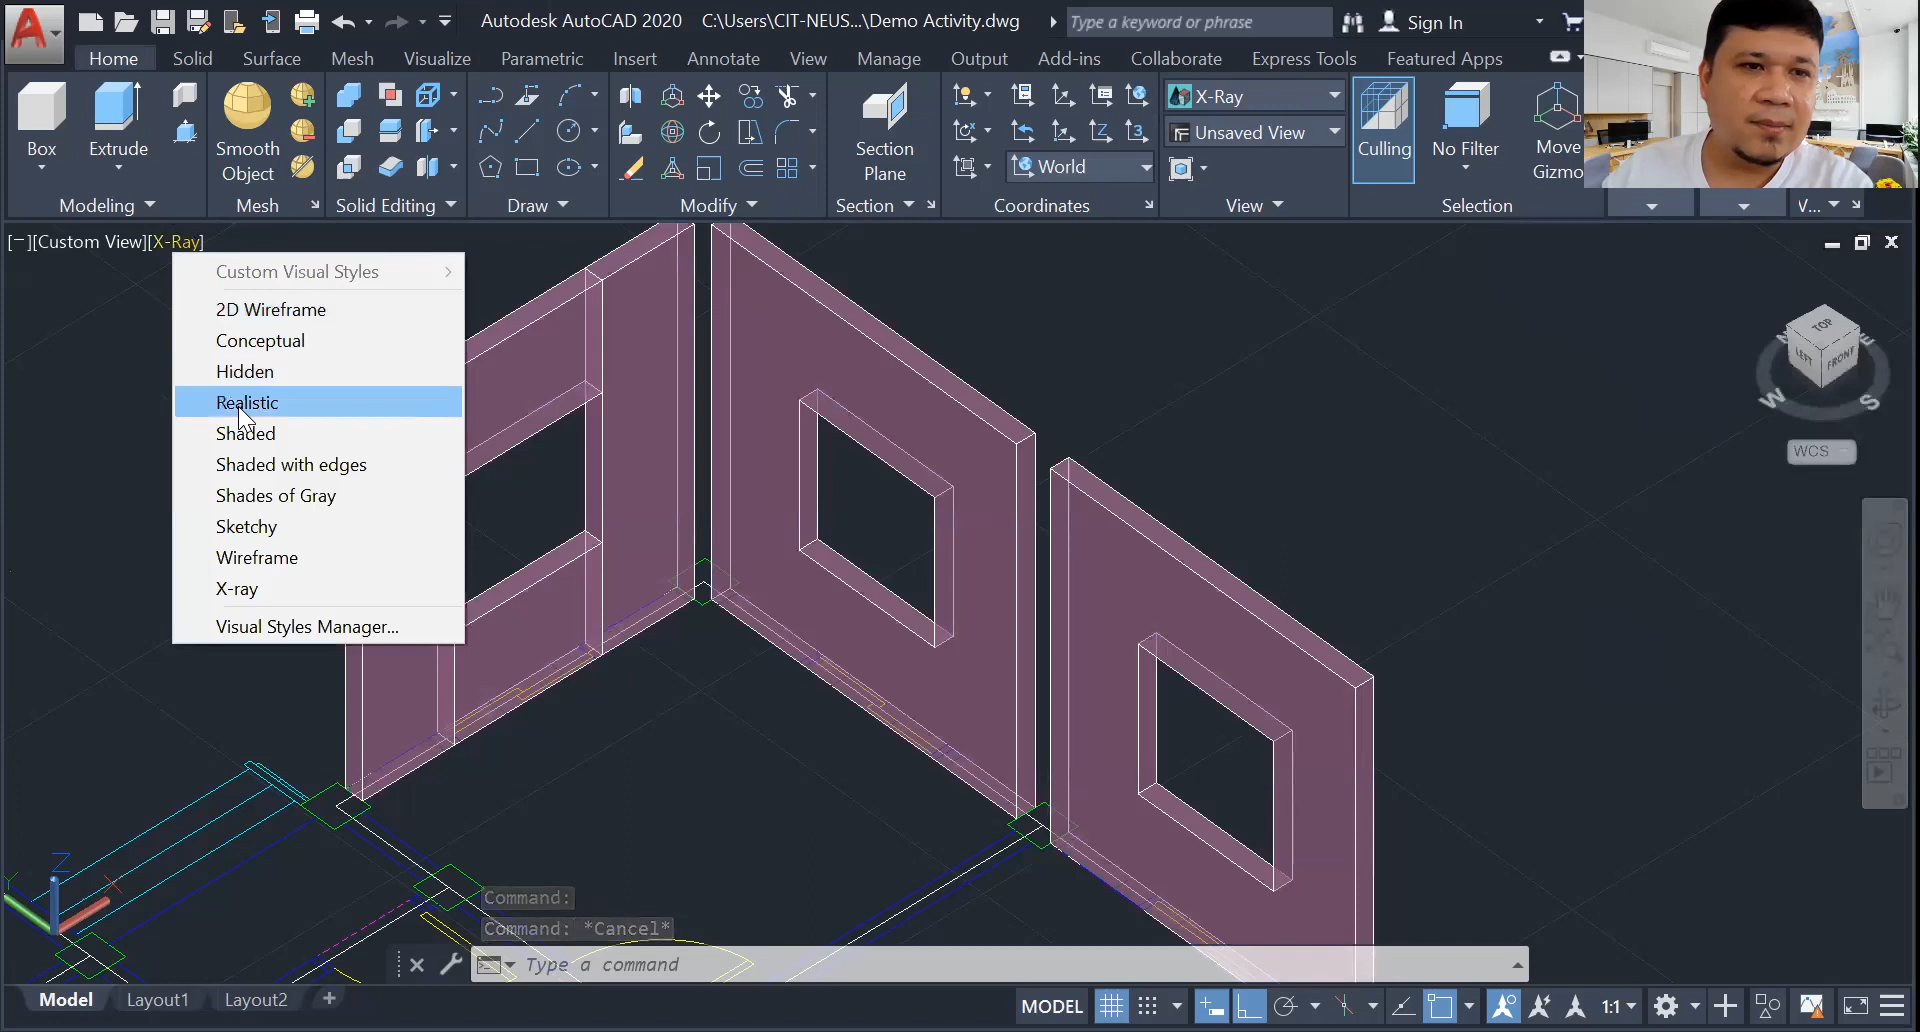 Autodesk AutoCAD 2020 C:\Users\CIT-NEUS...\Demo Activity.dwg
Type a keyword or phrase
Sign In
Home Solid Surface Mesh Visualize Parametric Insert Annotate View Manage Output Add-ins Collaborate Express Tools Featured Apps
X-Ray
Unsaved View
Box Extrude Smooth Object
Section Plane
World
Culling No Filter Move Gizmo
Modeling Mesh Solid Editing Draw Modify Section Coordinates View Selection V...
[−][Custom View][X-Ray]
Custom Visual Styles
2D Wireframe
Conceptual
Hidden
Realistic
Shaded
Shaded with edges
Shades of Gray
Sketchy
Wireframe
X-ray
Visual Styles Manager...
TOP
LEFT FRONT
N E
W S
WCS
Z
Y X
Command:
Command: *Cancel*
Type a command
Model Layout1 Layout2 +
MODEL 1:1